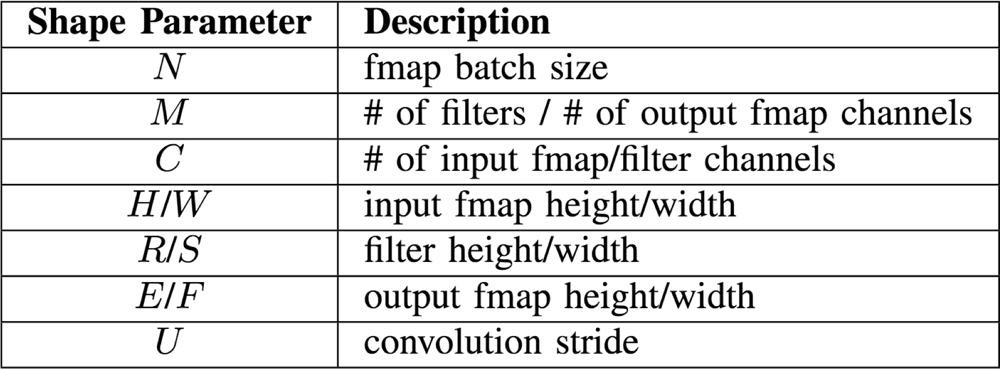 Shape Parameter Description
N fmap batch size
M # of filters / # of output fmap channels
C # of input fmap/filter channels
H/W input fmap height/width
R/S filter height/width
E/F output fmap height/width
U convolution stride